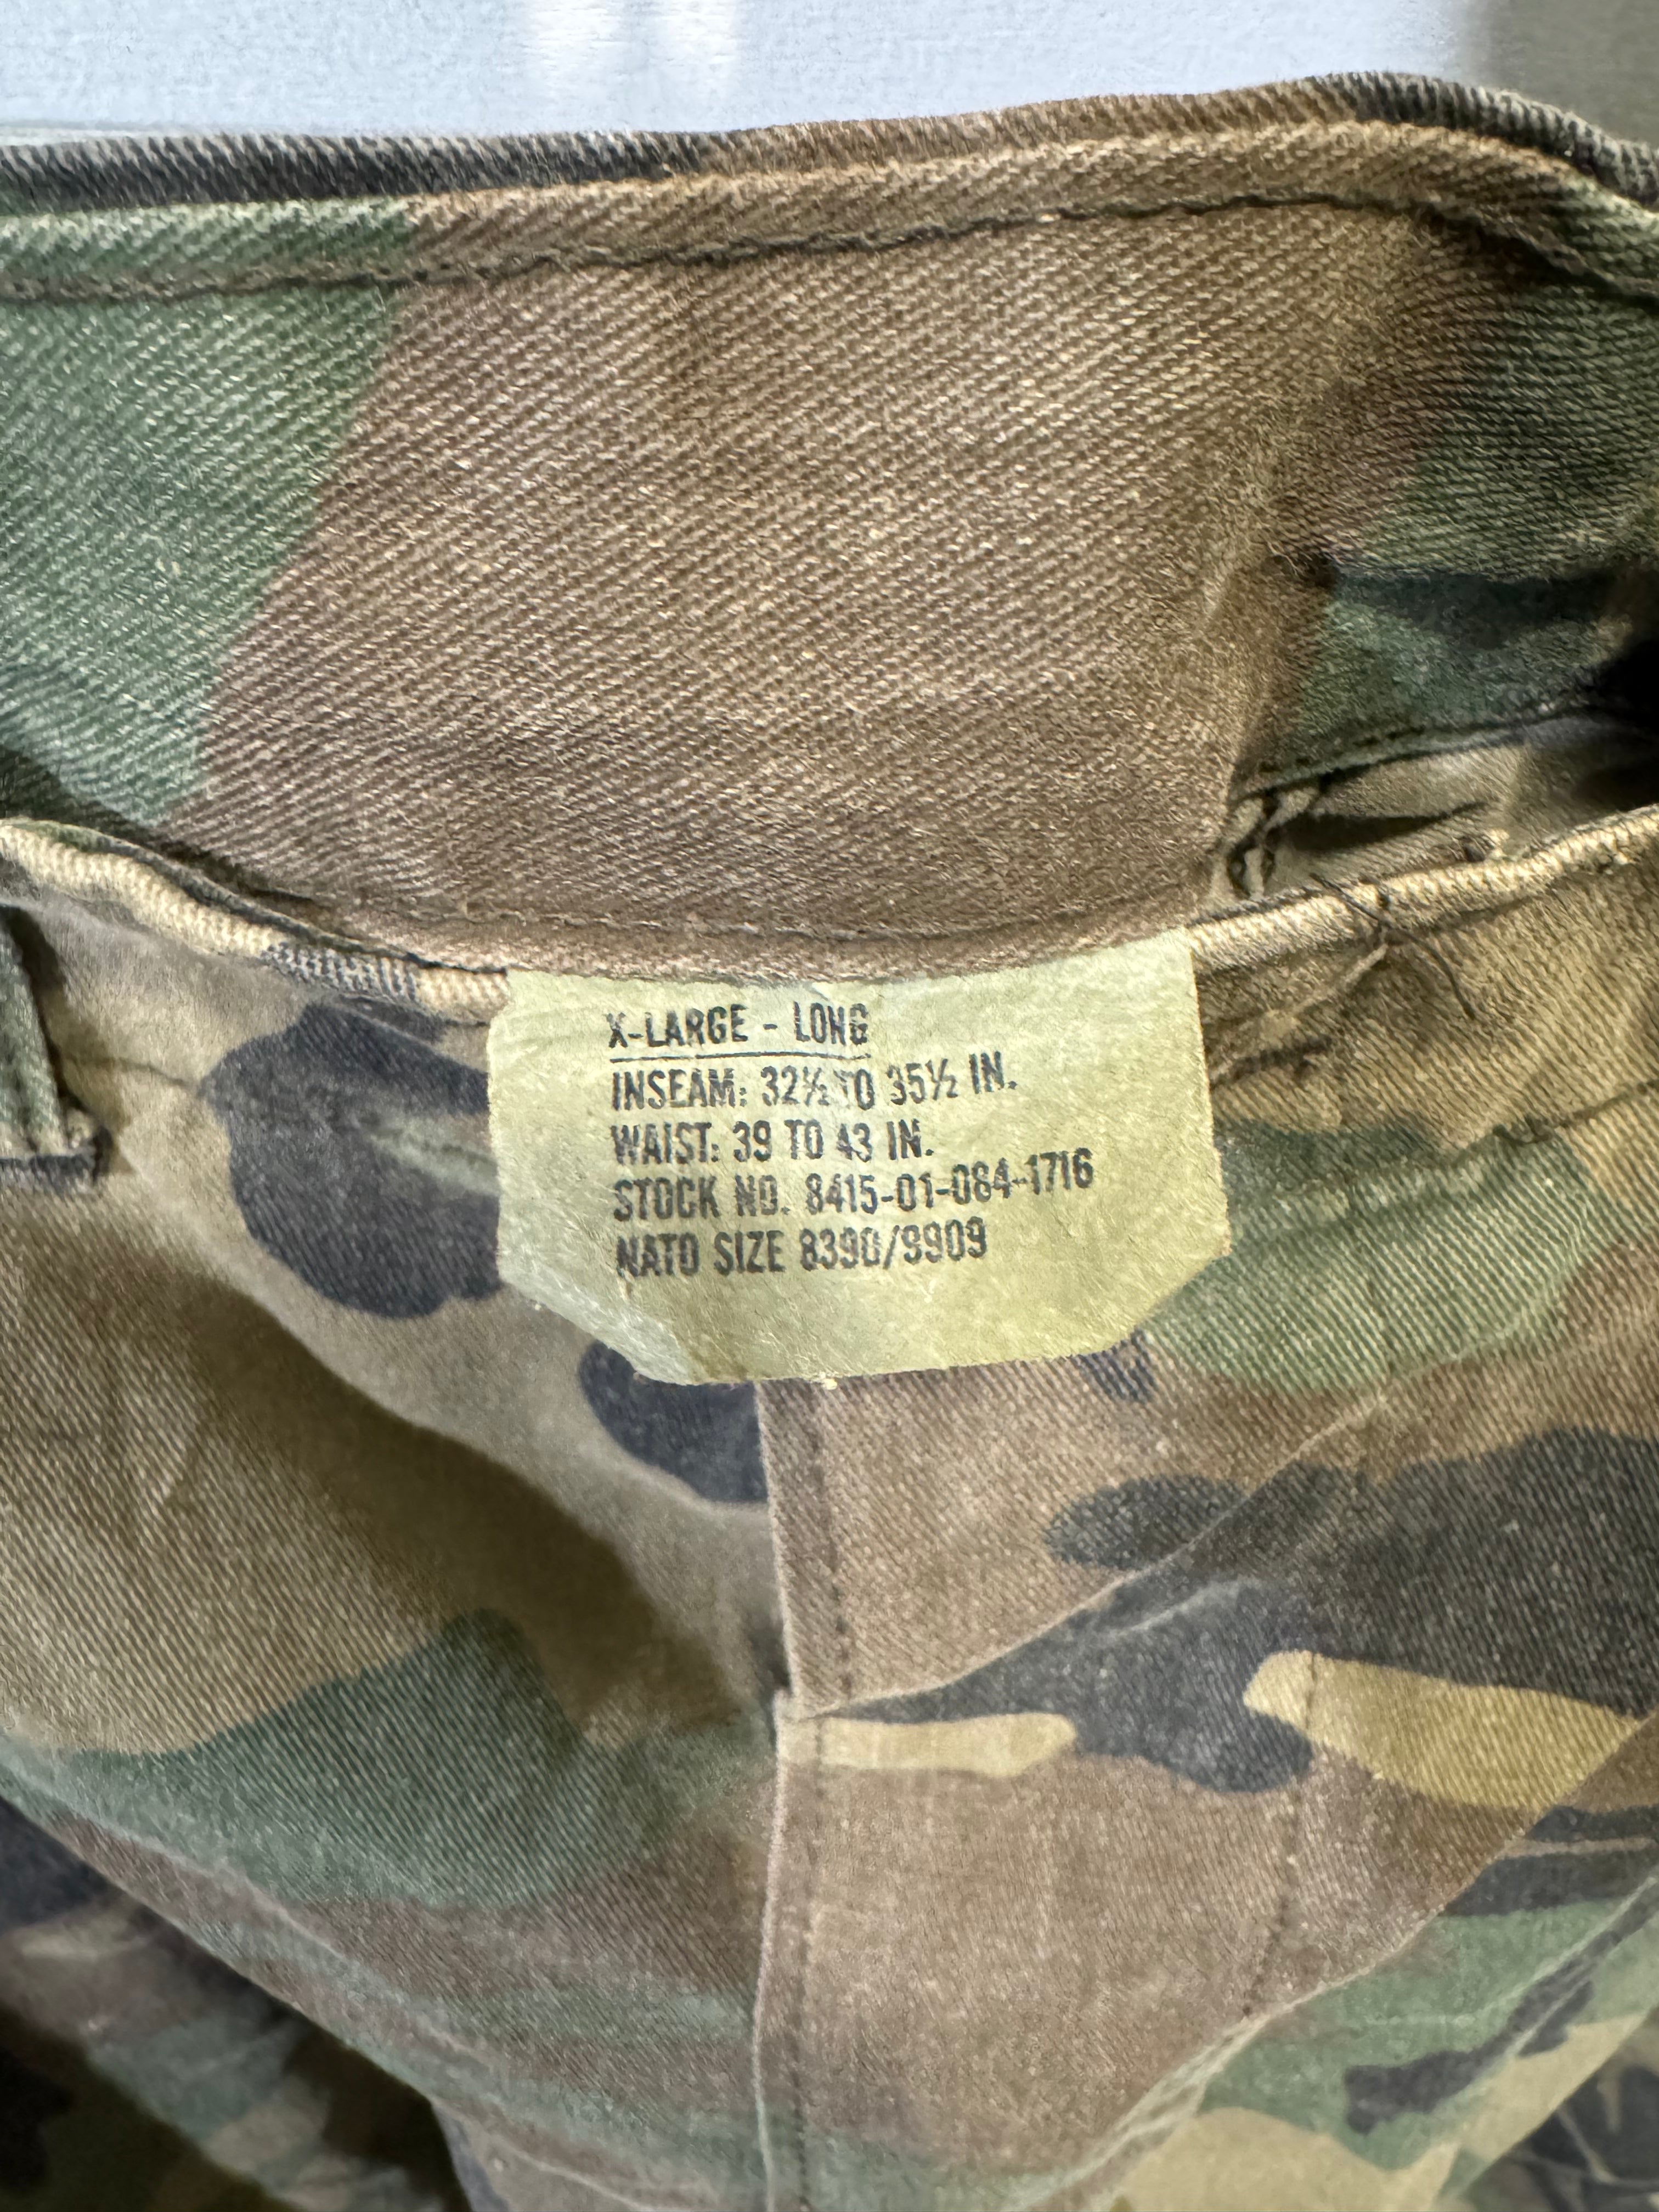 X-LARGE - LONG
INSEAM: 32½ TO 35½ IN.
WAIST: 39 TO 43 IN.
STOCK NO. 8415-01-084-1716
NATO SIZE 8390/9909